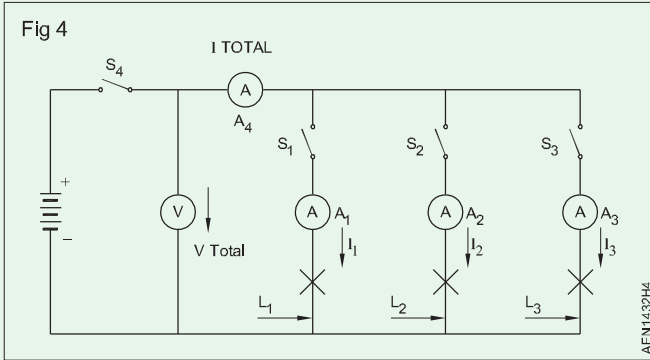 Fig 4
I TOTAL
S4
A
A4
S1
S2
S3
+
–
V
V Total
A
A1
I1
A
A2
I2
A
A3
I3
L1
L2
L3
AEN1432H4